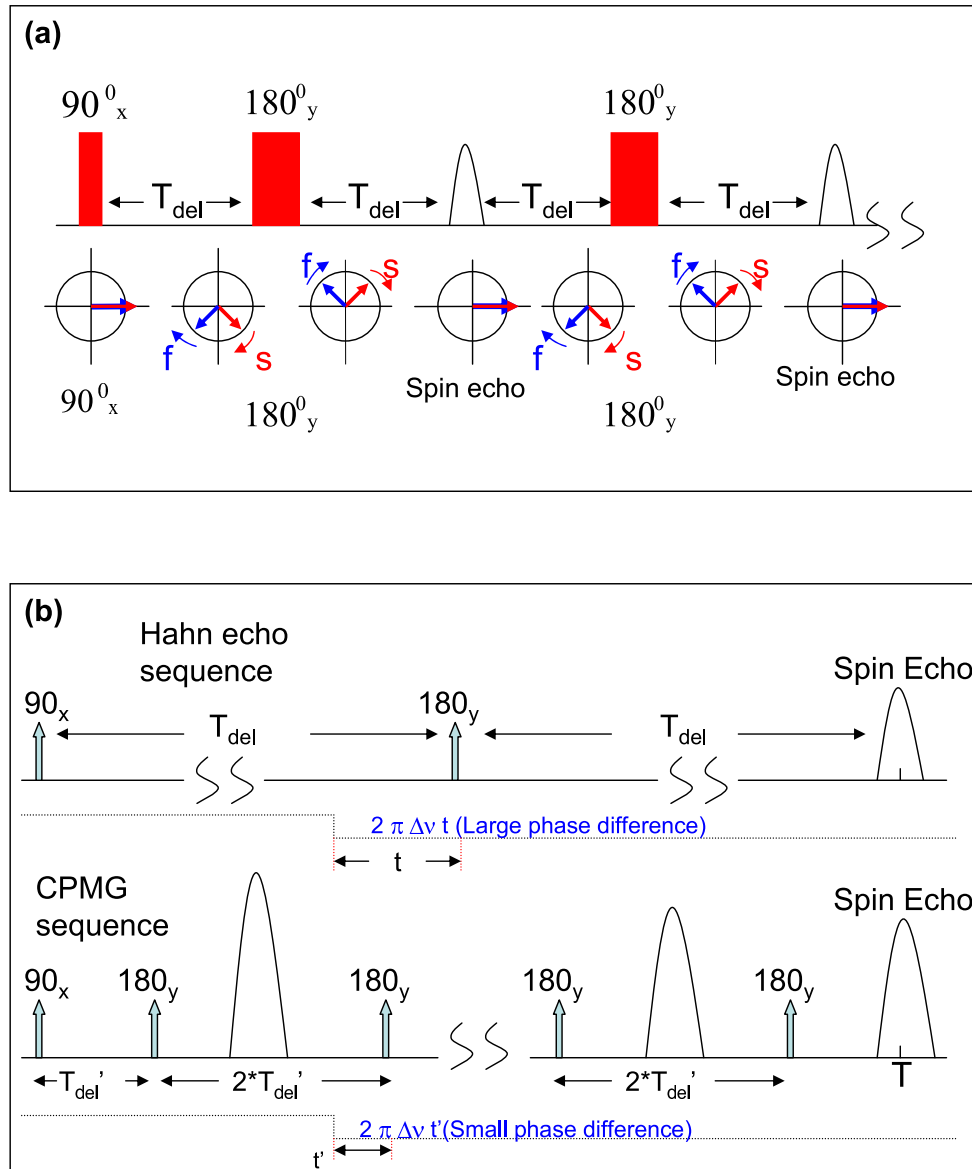 (a)
90⁰ₓ 180⁰y 180⁰y
Tdel Tdel Tdel Tdel
f s f s f s f s
Spin echo Spin echo
90⁰ₓ 180⁰y 180⁰y
(b)
Hahn echo
sequence
Spin Echo
90ₓ 180y
Tdel Tdel
2 π Δν t (Large phase difference)
t
CPMG
sequence
Spin Echo
90ₓ 180y 180y 180y 180y
Tdel’ 2*Tdel’ 2*Tdel’ T
2 π Δν t’(Small phase difference)
t’